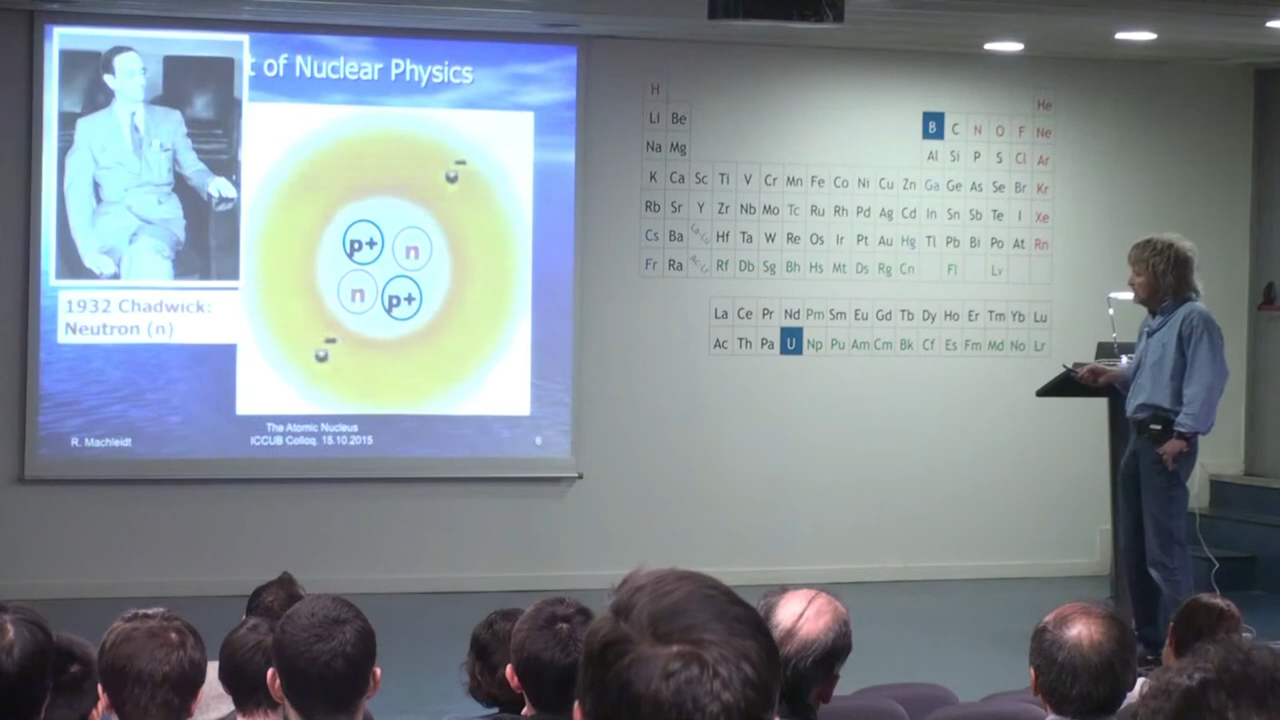 t of Nuclear Physics
1932 Chadwick:
Neutron (n)
p+ n
n p+
The Atomic Nucleus
R. Machleidt
ICCUB Colloq. 15.10.2015
6
H He
Li Be B C N O F Ne
Na Mg Al Si P S Cl Ar
K Ca Sc Ti V Cr Mn Fe Co Ni Cu Zn Ga Ge As Se Br Kr
Rb Sr Y Zr Nb Mo Tc Ru Rh Pd Ag Cd In Sn Sb Te I Xe
Cs Ba La-Lu Hf Ta W Re Os Ir Pt Au Hg Tl Pb Bi Po At Rn
Fr Ra Ac-Lr Rf Db Sg Bh Hs Mt Ds Rg Cn Fl Lv
La Ce Pr Nd Pm Sm Eu Gd Tb Dy Ho Er Tm Yb Lu
Ac Th Pa U Np Pu Am Cm Bk Cf Es Fm Md No Lr